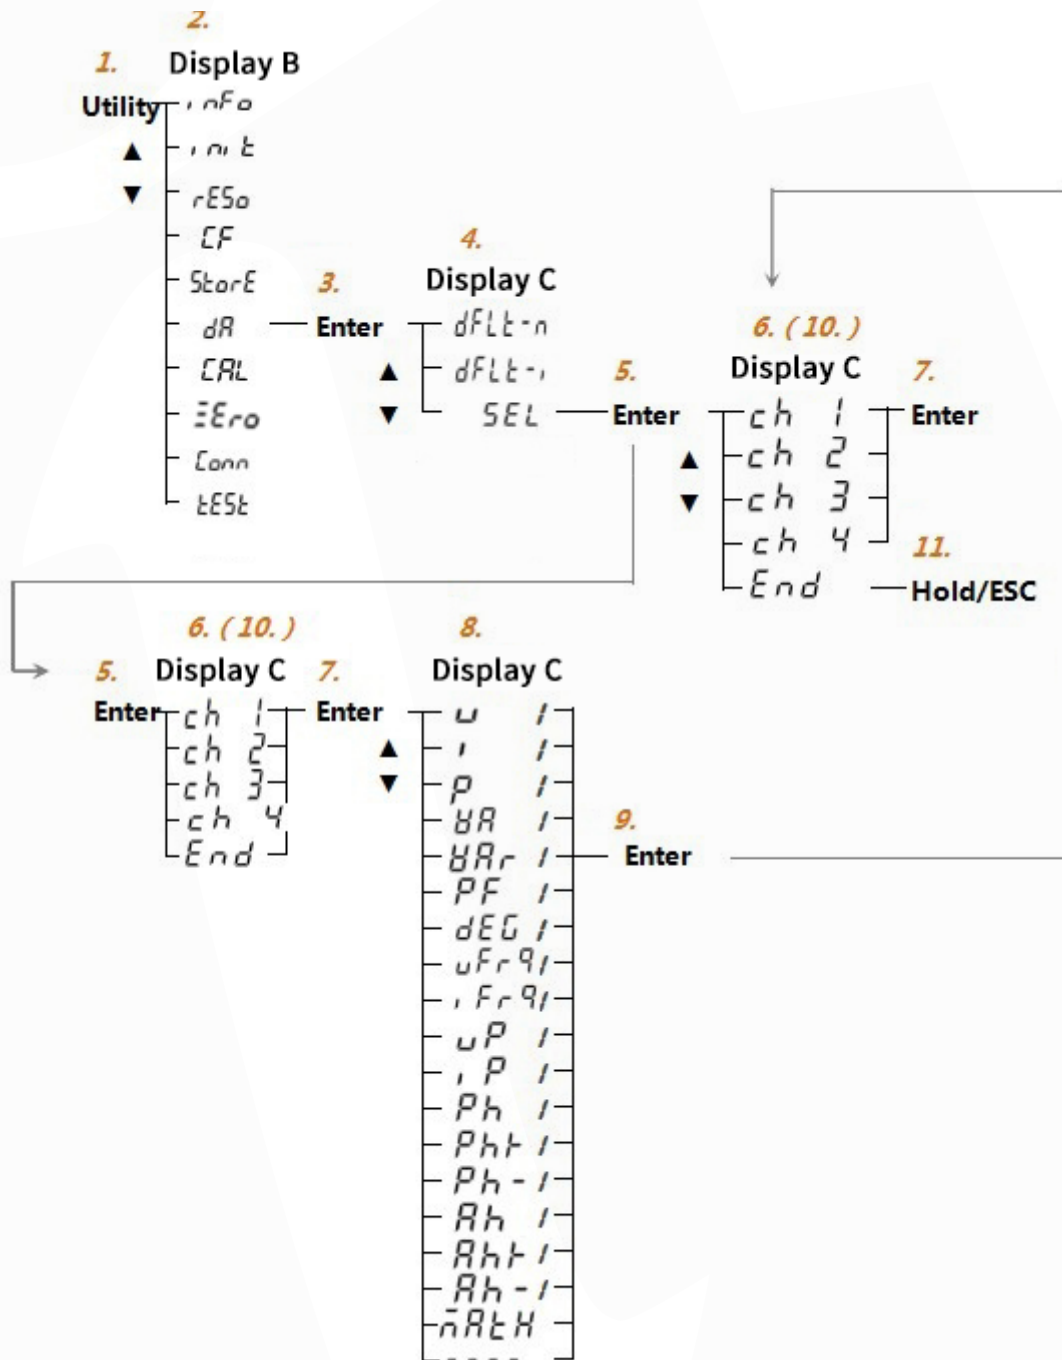 2.
1. Display B
Utility
▲
▼
inFo
init
rESo
CF
StorE
dA
CAL
ZEro
Conn
tESt
3.
Enter
▲
▼
4.
Display C
dFLt-n
dFLt-i
SEL
5.
Enter
▲
▼
6. (10.)
Display C
ch 1
ch 2
ch 3
ch 4
End
7.
Enter
11.
Hold/ESC
5.
Enter
6. (10.)
Display C
ch 1
ch 2
ch 3
ch 4
End
7.
Enter
▲
▼
8.
Display C
u 1
i 1
P 1
VA 1
VAr 1
PF 1
dEG 1
uFrq1
iFrq1
uP 1
iP 1
Ph 1
Ph+ 1
Ph- 1
Ah 1
Ah+ 1
Ah- 1
MAtH
9.
Enter